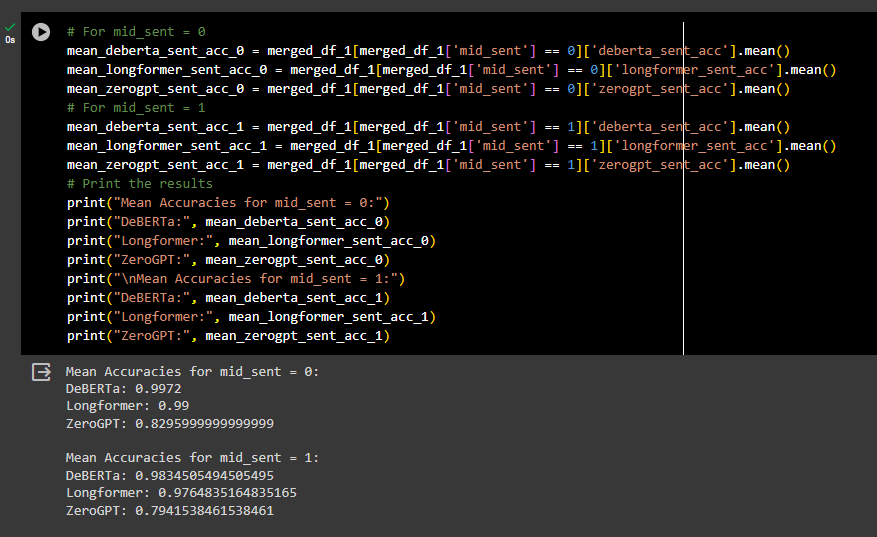 # For mid_sent = 0
mean_deberta_sent_acc_0 = merged_df_1[merged_df_1['mid_sent'] == 0]['deberta_sent_acc'].mean()
mean_longformer_sent_acc_0 = merged_df_1[merged_df_1['mid_sent'] == 0]['longformer_sent_acc'].mean()
mean_zerogpt_sent_acc_0 = merged_df_1[merged_df_1['mid_sent'] == 0]['zerogpt_sent_acc'].mean()
# For mid_sent = 1
0s
mean_deberta_sent_acc_1 = merged_df_1[merged_df_1['mid_sent'] == 1]['deberta_sent_acc'].mean()
mean_longformer_sent_acc_1 = merged_df_1[merged_df_1['mid_sent'] == 1]['longformer_sent_acc'].mean()
mean_zerogpt_sent_acc_1 = merged_df_1[merged_df_1['mid_sent'] == 1]['zerogpt_sent_acc'].mean()
# Print the results
print("Mean Accuracies for mid_sent = 0:")
print("DeBERTa:", mean_deberta_sent_acc_0)
print("Longformer:", mean_longformer_sent_acc_0)
print("ZeroGPT:", mean_zerogpt_sent_acc_0)
print("\nMean Accuracies for mid_sent = 1:")
print("DeBERTa:", mean_deberta_sent_acc_1)
print("Longformer:", mean_longformer_sent_acc_1)
print("ZeroGPT:", mean_zerogpt_sent_acc_1)
Mean Accuracies for mid_sent = 0:
DeBERTa: 0.9972
Longformer: 0.99
ZeroGPT: 0.8295999999999999
Mean Accuracies for mid_sent = 1:
DeBERTa: 0.9834505494505495
Longformer: 0.9764835164835165
ZeroGPT: 0.7941538461538461